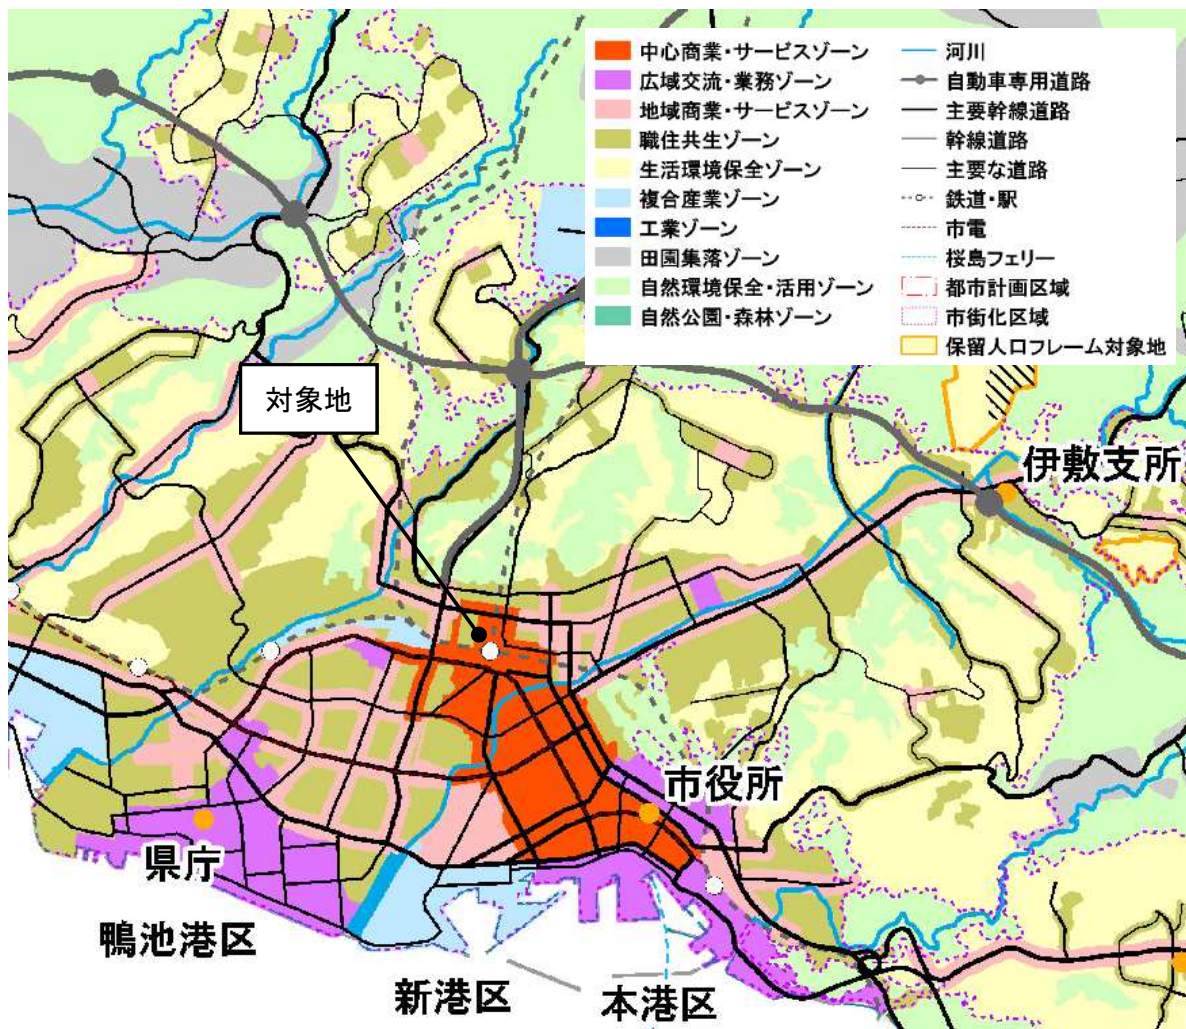 中心商業・サービスゾーン
広域交流・業務ゾーン
地域商業・サービスゾーン
職住共生ゾーン
生活環境保全ゾーン
複合産業ゾーン
工業ゾーン
田園集落ゾーン
自然環境保全・活用ゾーン
自然公園・森林ゾーン
河川
自動車専用道路
主要幹線道路
幹線道路
主要な道路
鉄道・駅
市電
桜島フェリー
都市計画区域
市街化区域
保留人口フレーム対象地
対象地
伊敷支所
市役所
県庁
鴨池港区
新港区
本港区